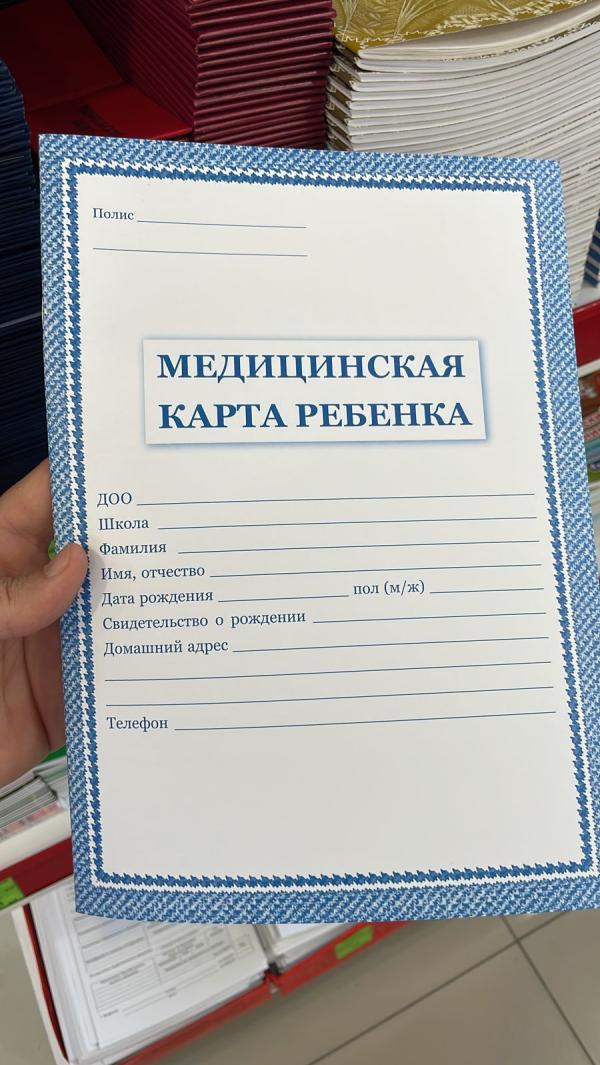 Полис
МЕДИЦИНСКАЯ
КАРТА РЕБЕНКА
ДОО
Школа
Фамилия
Имя, отчество
Дата рождения пол (м/ж)
Свидетельство о рождении
Домашний адрес
Телефон